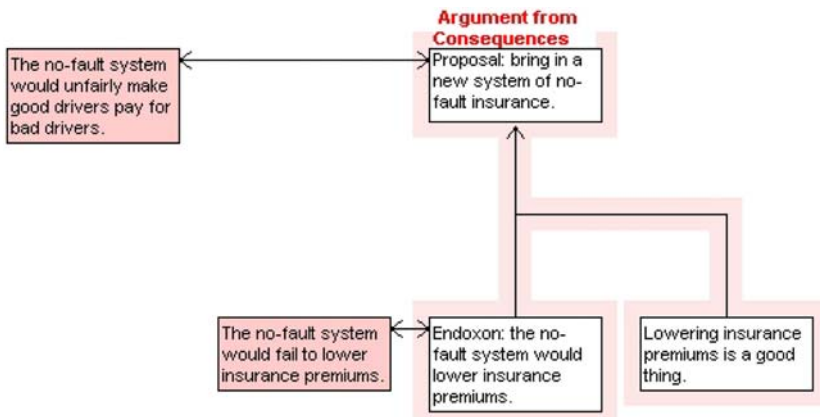 Argument from
Consequences
The no-fault system
would unfairly make
good drivers pay for
bad drivers.
Proposal: bring in a
new system of no-
fault insurance.
The no-fault system
would fail to lower
insurance premiums.
Endoxon: the no-
fault system would
lower insurance
premiums.
Lowering insurance
premiums is a good
thing.